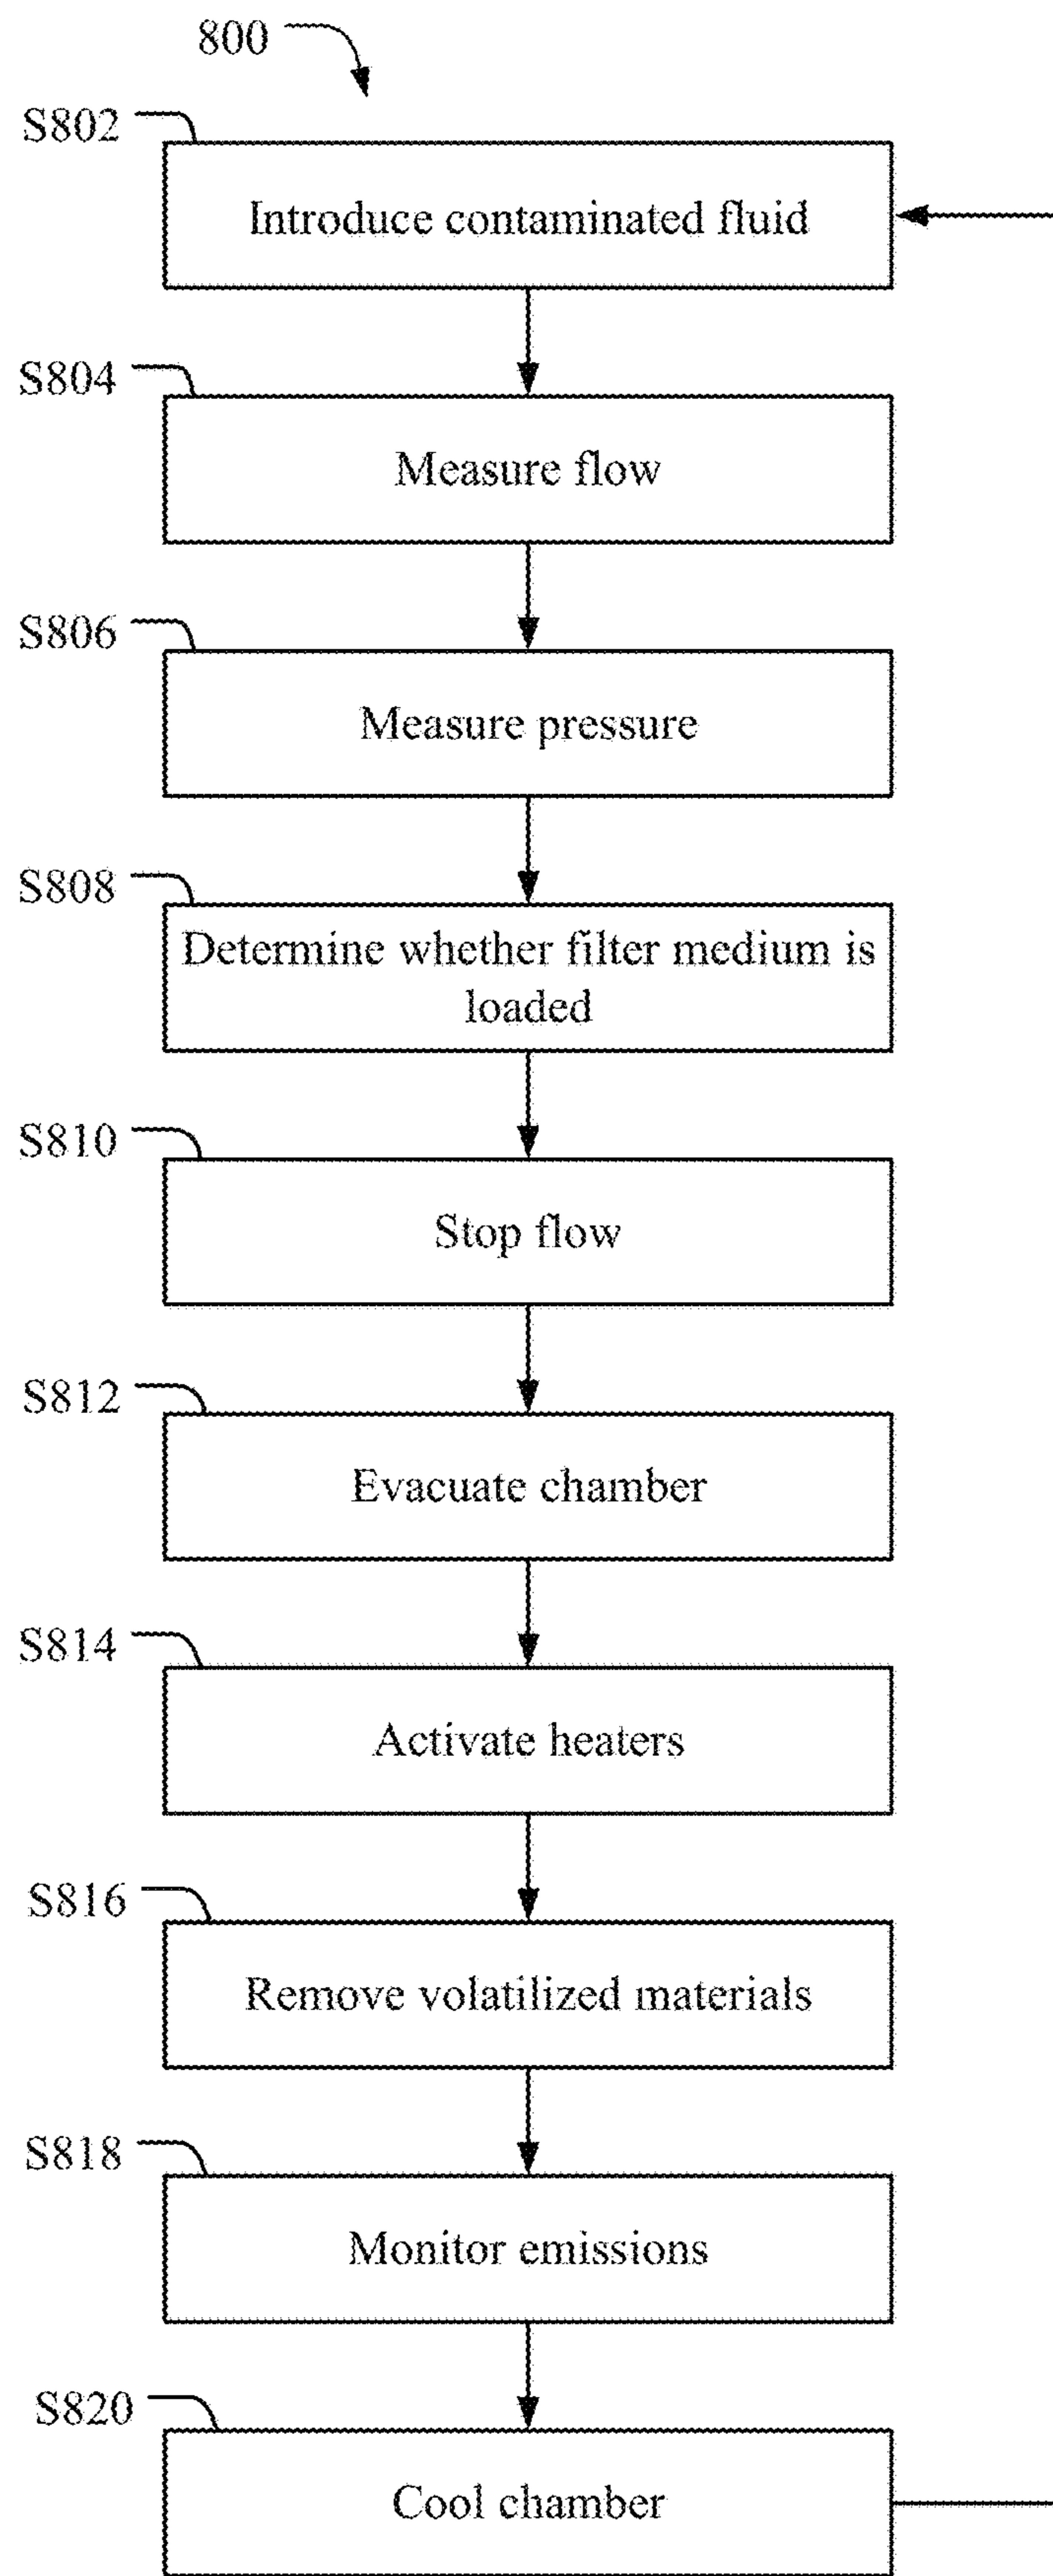 800
S802
Introduce contaminated fluid
S804
Measure flow
S806
Measure pressure
S808
Determine whether filter medium is
loaded
S810
Stop flow
S812
Evacuate chamber
S814
Activate heaters
S816
Remove volatilized materials
S818
Monitor emissions
S820
Cool chamber